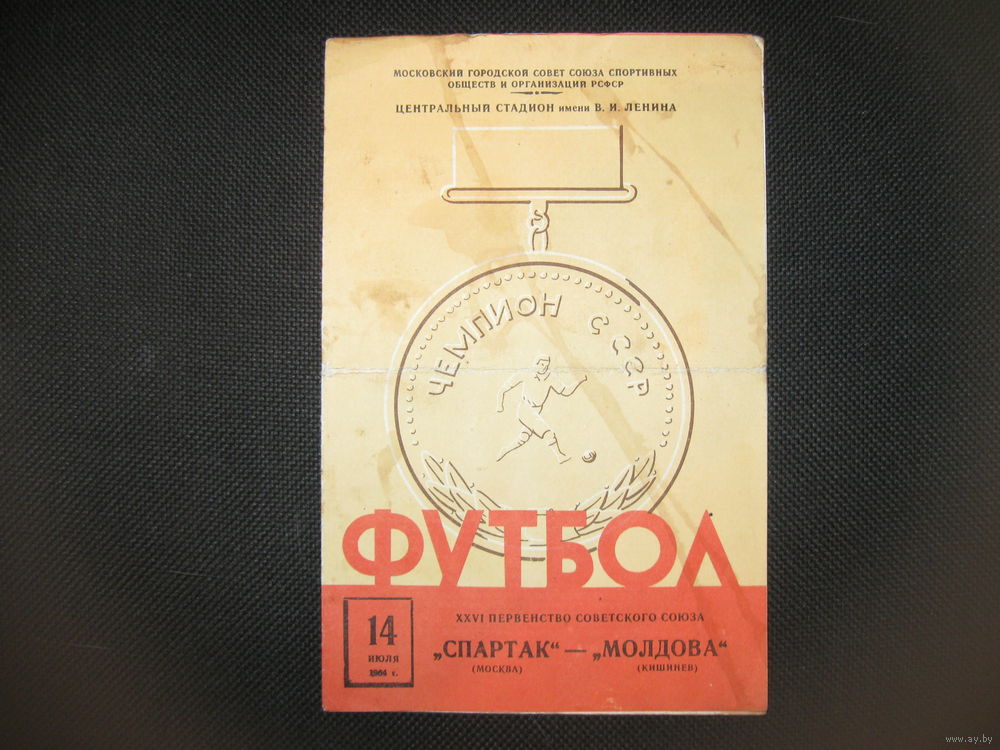 МОСКОВСКИЙ ГОРОДСКОЙ СОВЕТ СОЮЗА СПОРТИВНЫХ
ОБЩЕСТВ И ОРГАНИЗАЦИЙ РСФСР
ЦЕНТРАЛЬНЫЙ СТАДИОН имени В. И. ЛЕНИНА
ЧЕМПИОН СССР
ФУТБОЛ
14
ИЮЛЯ
1964 г.
XXVI ПЕРВЕНСТВО СОВЕТСКОГО СОЮЗА
„СПАРТАК“ — „МОЛДОВА“
(МОСКВА) (КИШИНЕВ)
www.ay.by